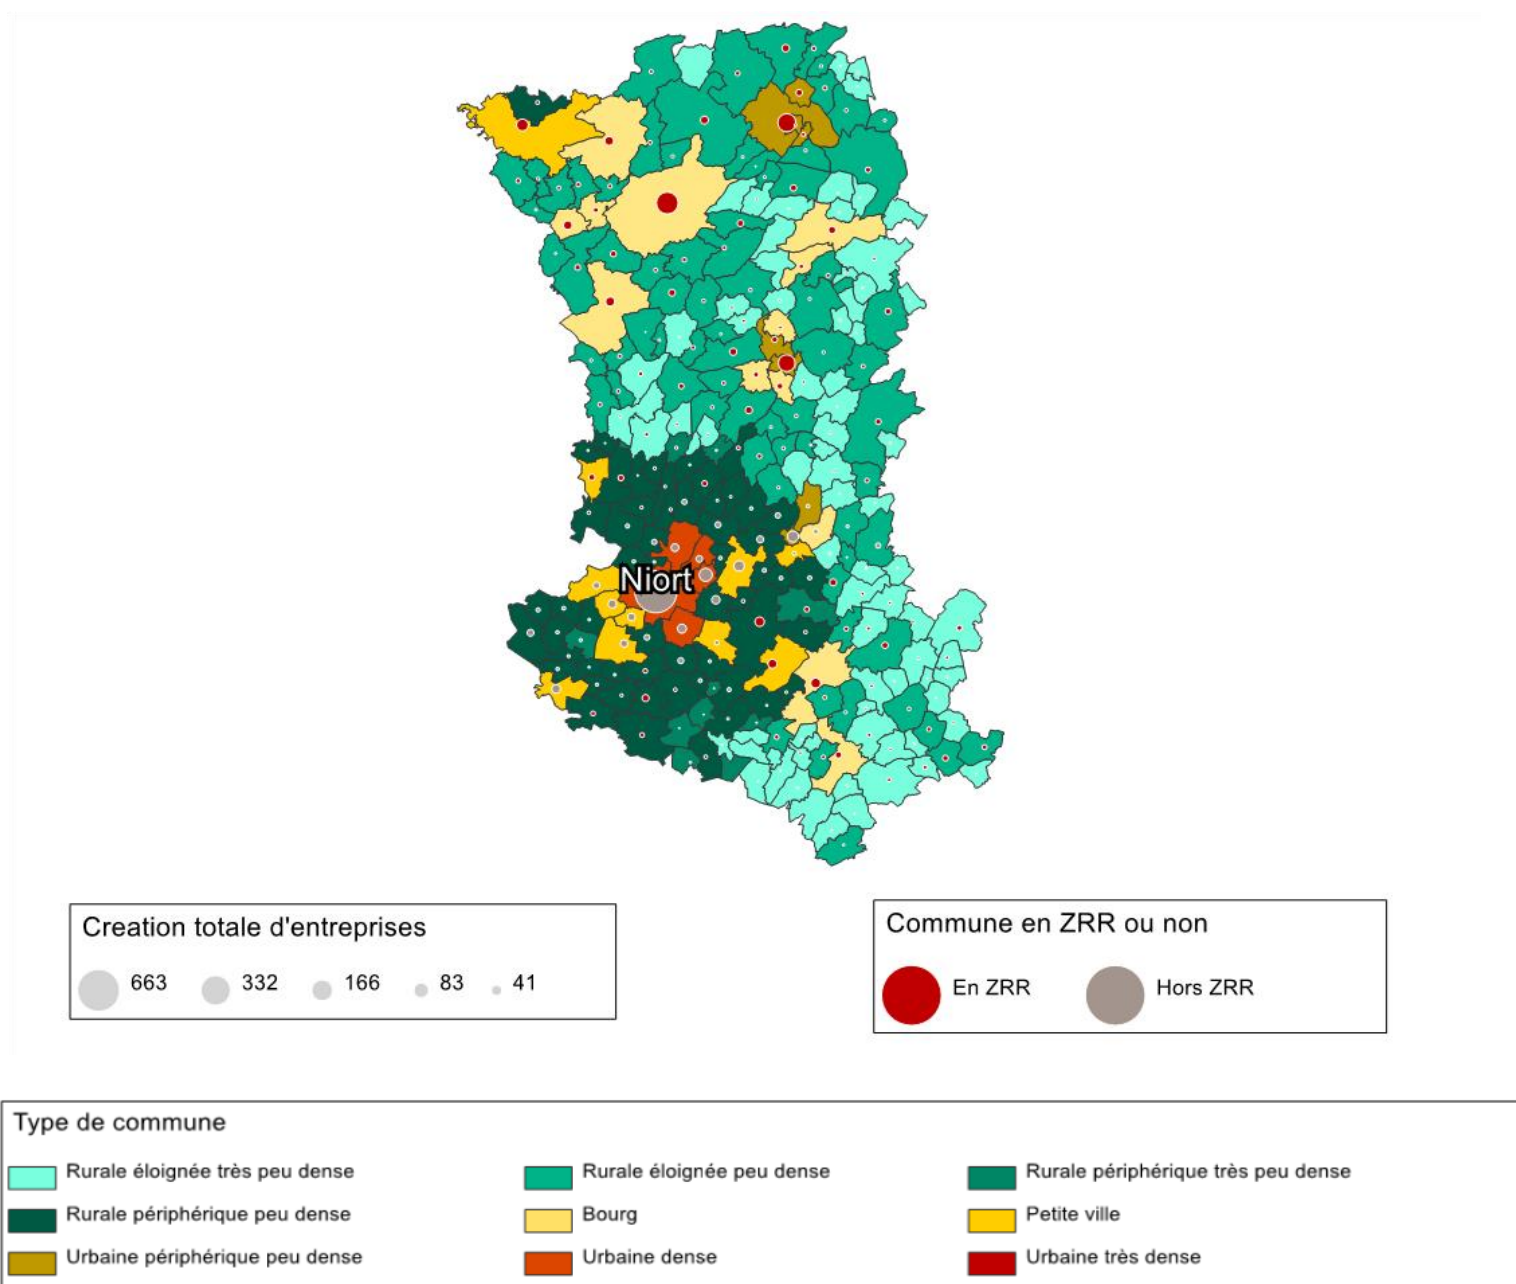 Niort
Creation totale d'entreprises
663 332 166 83 41
Commune en ZRR ou non
En ZRR Hors ZRR
Type de commune
Rurale éloignée très peu dense Rurale éloignée peu dense Rurale périphérique très peu dense
Rurale périphérique peu dense Bourg Petite ville
Urbaine périphérique peu dense Urbaine dense Urbaine très dense